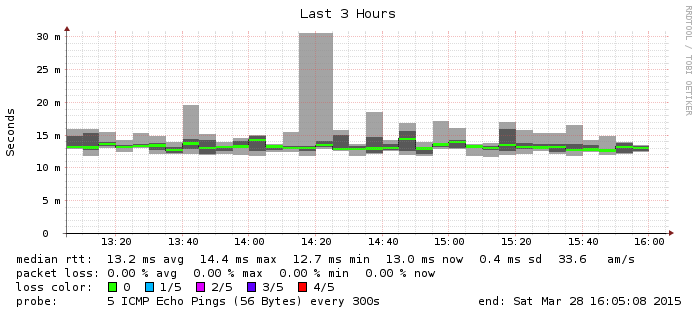 Last 3 Hours
RRDTOOL / TOBI OETIKER
Seconds
30 m
25 m
20 m
15 m
10 m
5 m
0
13:20 13:40 14:00 14:20 14:40 15:00 15:20 15:40 16:00
median rtt: 13.2 ms avg 14.4 ms max 12.7 ms min 13.0 ms now 0.4 ms sd 33.6 am/s
packet loss: 0.00 % avg 0.00 % max 0.00 % min 0.00 % now
loss color: 0 1/5 2/5 3/5 4/5
probe: 5 ICMP Echo Pings (56 Bytes) every 300s end: Sat Mar 28 16:05:08 2015